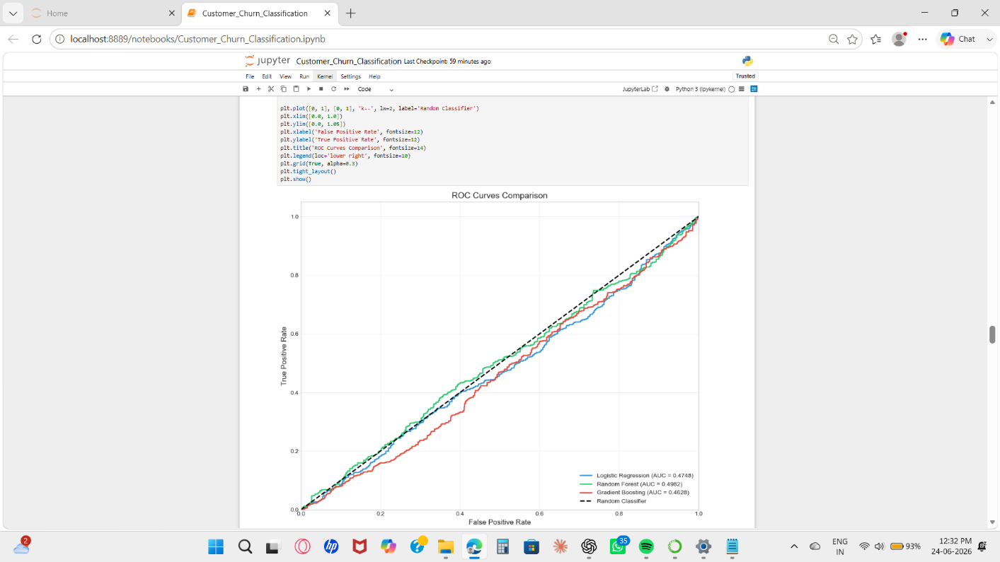 Home
Customer_Churn_Classification
localhost:8889/notebooks/Customer_Churn_Classification.ipynb
Chat
jupyter Customer_Churn_Classification Last Checkpoint: 59 minutes ago
File Edit View Run Kernel Settings Help
Trusted
Code
JupyterLab
Python 3 (ipykernel)
plt.plot([0, 1], [0, 1], 'k--', lw=2, label='Random Classifier')
plt.xlim([0.0, 1.0])
plt.ylim([0.0, 1.05])
plt.xlabel('False Positive Rate', fontsize=12)
plt.ylabel('True Positive Rate', fontsize=12)
plt.title('ROC Curves Comparison', fontsize=14)
plt.legend(loc='lower right', fontsize=10)
plt.grid(True, alpha=0.3)
plt.tight_layout()
plt.show()
ROC Curves Comparison
1.0
0.8
0.6
0.4
0.2
0.0
True Positive Rate
Logistic Regression (AUC = 0.4748)
Random Forest (AUC = 0.4982)
Gradient Boosting (AUC = 0.4628)
Random Classifier
0.0 0.2 0.4 0.6 0.8 1.0
False Positive Rate
2
hp
35
ENG
IN
93%
12:32 PM
24-06-2026